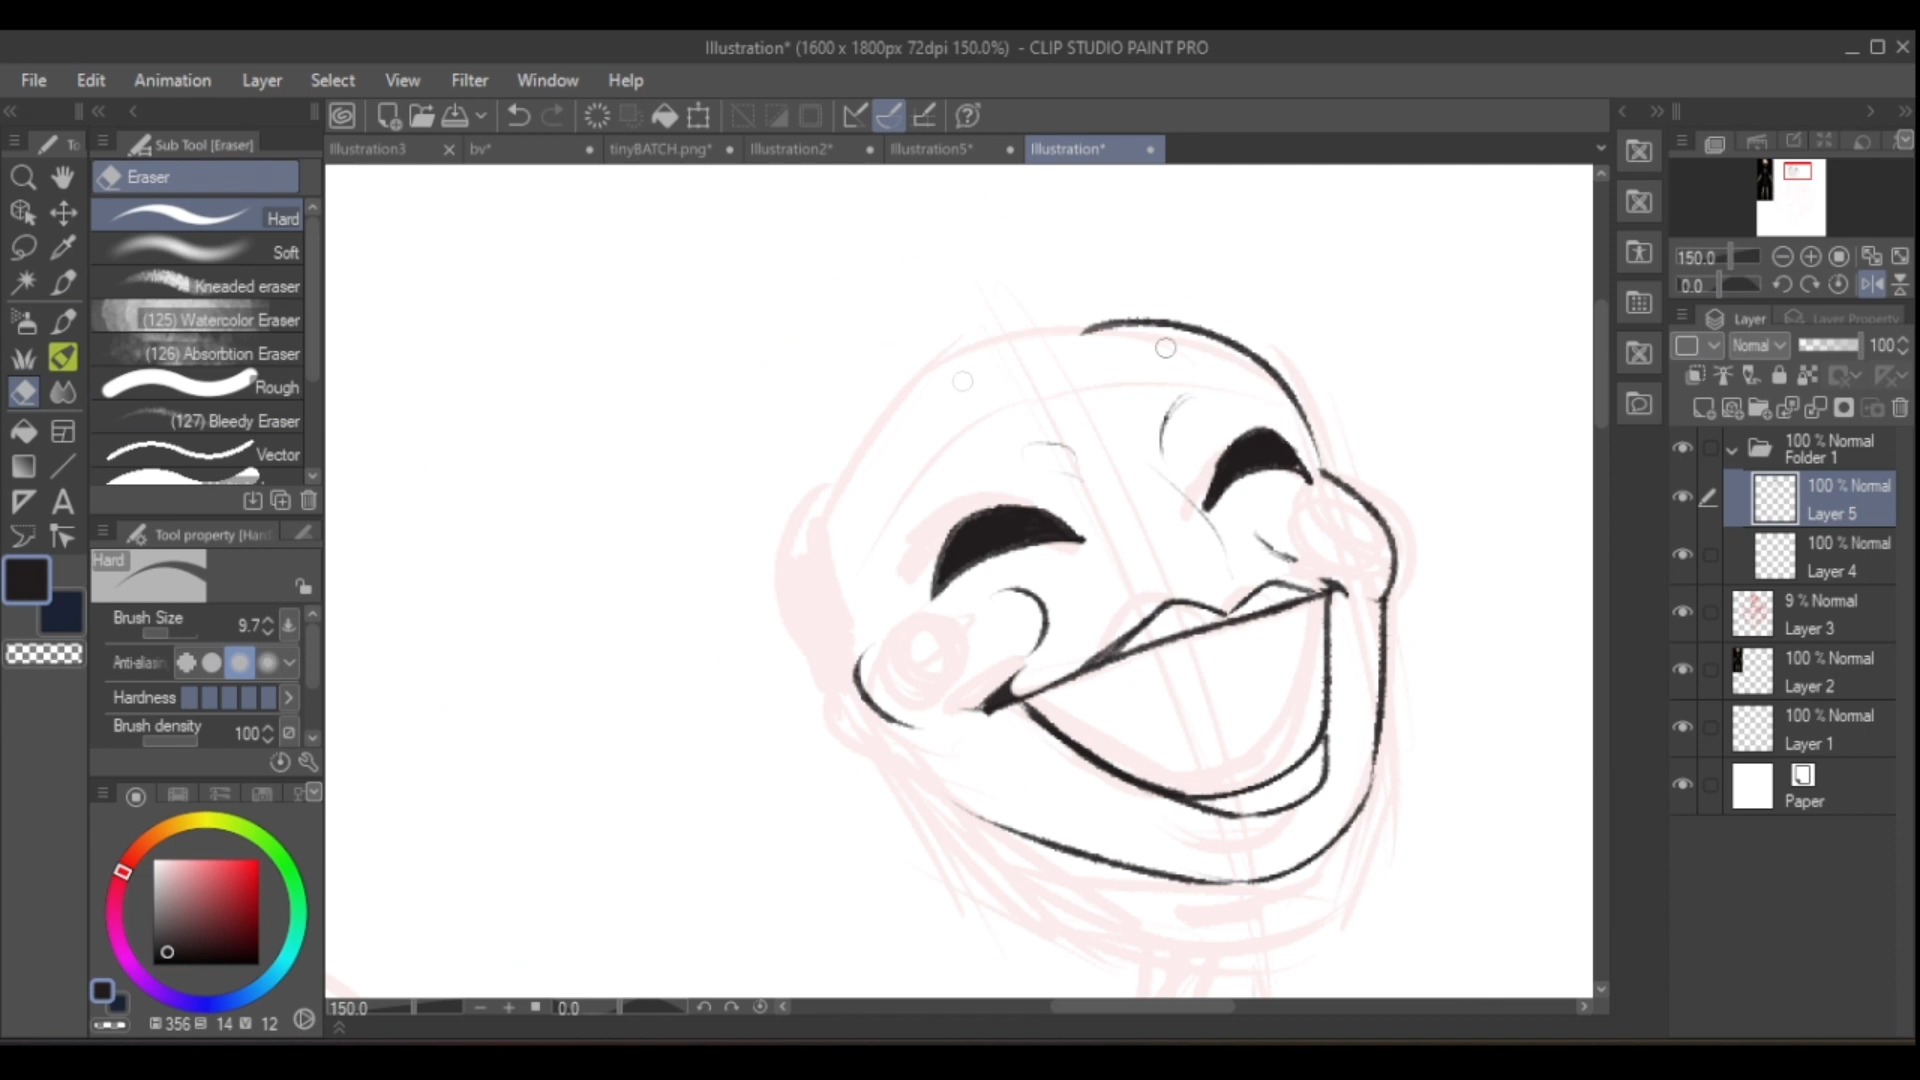 Illustration* (1600 x 1800px 72dpi 150.0%) - CLIP STUDIO PAINT PRO
File Edit Animation Layer Select View Filter Window Help
To
Sub Tool [Eraser]
Illustration3 bv* tinyBATCH.png* Illustration2* Illustration5* Illustration*
Eraser
Hard
Soft
Kneaded eraser
(125) Watercolor Eraser
(126) Absorbtion Eraser
Rough
(127) Bleedy Eraser
Vector
Tool property [Hard
Hard
Brush Size 9.7
Anti-aliasin
Hardness
Brush density 100
356 14 12
150.0 0.0
150.0
0.0
Layer Layer Property
Normal 100
100 % Normal
Folder 1
100 % Normal
Layer 5
100 % Normal
Layer 4
9 % Normal
Layer 3
100 % Normal
Layer 2
100 % Normal
Layer 1
Paper